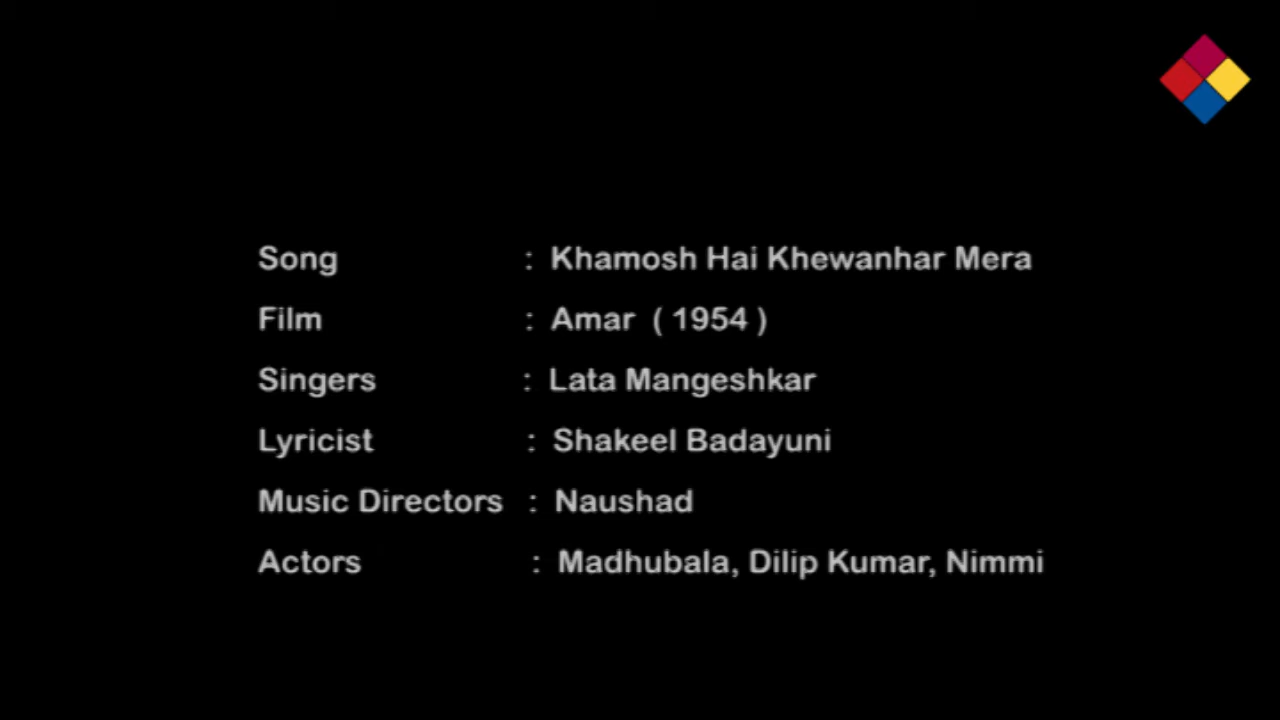 Song : Khamosh Hai Khewanhar Mera
Film : Amar ( 1954 )
Singers : Lata Mangeshkar
Lyricist : Shakeel Badayuni
Music Directors : Naushad
Actors : Madhubala, Dilip Kumar, Nimmi